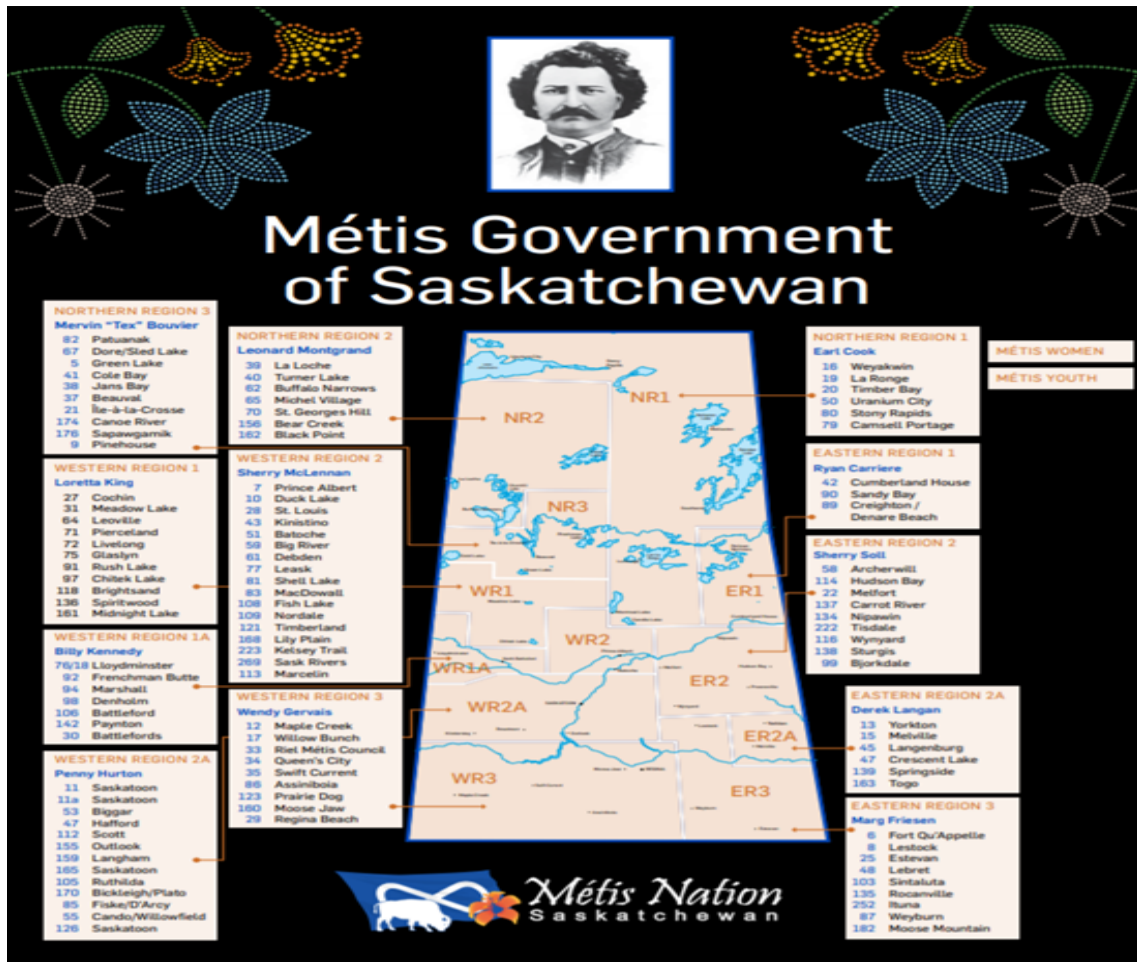 Métis Government
of Saskatchewan
NORTHERN REGION 3
Mervin “Tex” Bouvier
82 Patuanak
67 Dore/Sled Lake
5 Green Lake
41 Cole Bay
38 Jans Bay
37 Beauval
21 Île-à-la-Crosse
174 Canoe River
176 Sapawgamik
9 Pinehouse
WESTERN REGION 1
Loretta King
27 Cochin
31 Meadow Lake
64 Leoville
71 Pierceland
72 Livelong
75 Glaslyn
91 Rush Lake
97 Chitek Lake
118 Brightsand
136 Spiritwood
161 Midnight Lake
WESTERN REGION 1A
Billy Kennedy
76/18 Lloydminster
92 Frenchman Butte
94 Marshall
98 Denholm
106 Battleford
142 Paynton
30 Battlefords
WESTERN REGION 2A
Penny Hurton
11 Saskatoon
11a Saskatoon
53 Biggar
47 Hafford
112 Scott
155 Outlook
159 Langham
165 Saskatoon
105 Ruthilda
170 Bickleigh/Plato
85 Fiske/D'Arcy
55 Cando/Willowfield
126 Saskatoon
NORTHERN REGION 2
Leonard Montgrand
39 La Loche
40 Turner Lake
62 Buffalo Narrows
65 Michel Village
70 St. Georges Hill
156 Bear Creek
162 Black Point
WESTERN REGION 2
Sherry McLennan
7 Prince Albert
10 Duck Lake
28 St. Louis
43 Kinistino
51 Batoche
59 Big River
61 Debden
77 Leask
81 Shell Lake
83 MacDowall
108 Fish Lake
109 Nordale
121 Timberland
168 Lily Plain
223 Kelsey Trail
269 Sask Rivers
113 Marcelin
WESTERN REGION 3
Wendy Gervais
12 Maple Creek
17 Willow Bunch
33 Riel Métis Council
34 Queen's City
35 Swift Current
86 Assiniboia
123 Prairie Dog
160 Moose Jaw
29 Regina Beach
NR1
NR2
NR3
WR1
ER1
WR2
WR1A
ER2
WR2A
ER2A
WR3
ER3
NORTHERN REGION 1
Earl Cook
16 Weyakwin
19 La Ronge
20 Timber Bay
50 Uranium City
80 Stony Rapids
79 Camsell Portage
MÉTIS WOMEN
MÉTIS YOUTH
EASTERN REGION 1
Ryan Carriere
42 Cumberland House
90 Sandy Bay
89 Creighton /
Denare Beach
EASTERN REGION 2
Sherry Soll
58 Archerwill
114 Hudson Bay
22 Melfort
137 Carrot River
134 Nipawin
222 Tisdale
116 Wynyard
138 Sturgis
99 Bjorkdale
EASTERN REGION 2A
Derek Langan
13 Yorkton
15 Melville
45 Langenburg
47 Crescent Lake
139 Springside
163 Togo
EASTERN REGION 3
Marg Friesen
6 Fort Qu'Appelle
8 Lestock
25 Estevan
48 Lebret
103 Sintaluta
135 Rocanville
252 Ituna
87 Weyburn
182 Moose Mountain
Métis Nation
Saskatchewan